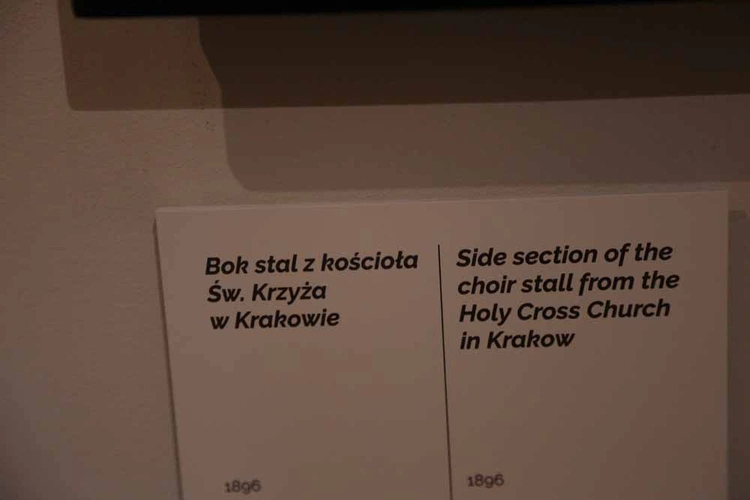 Bok stal z kościoła
Św. Krzyża
w Krakowie
1896
Side section of the
choir stall from the
Holy Cross Church
in Krakow
1896